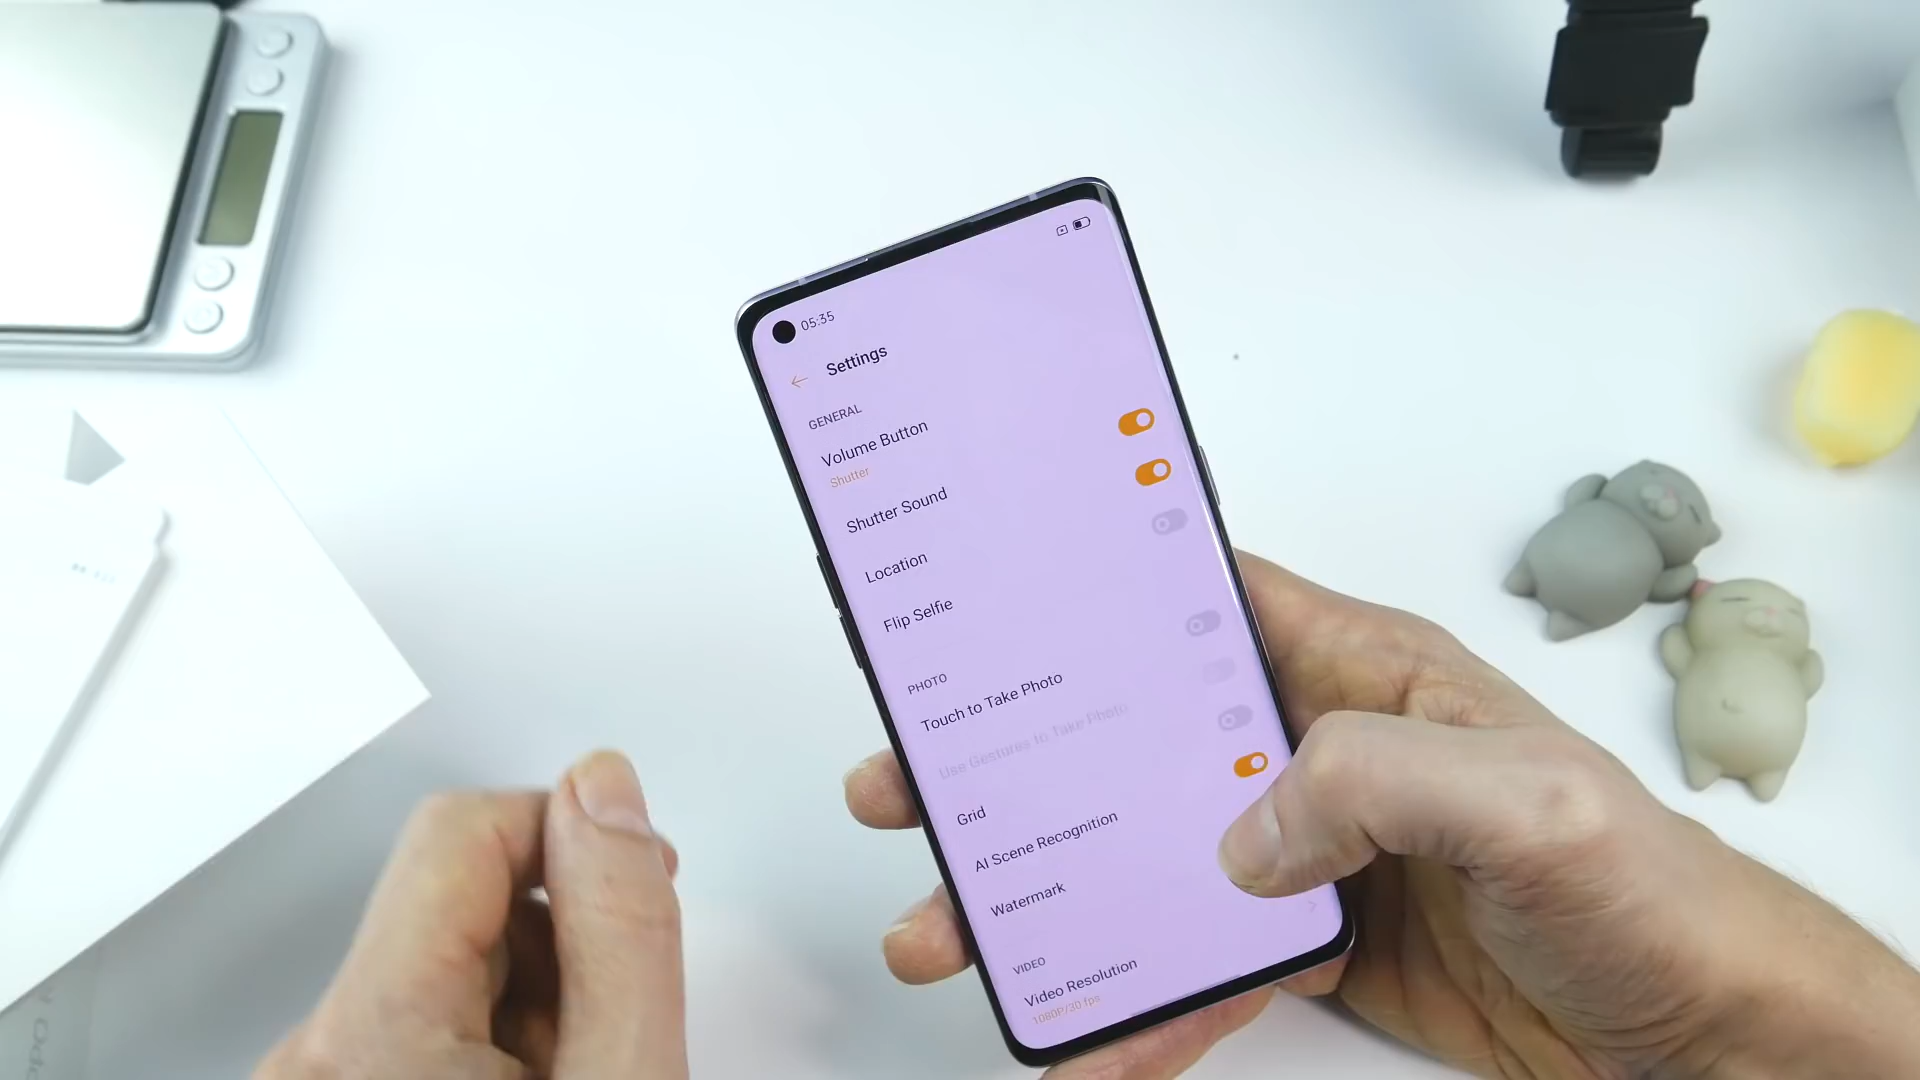 05:35
Settings
GENERAL
Volume Button
Shutter
Shutter Sound
Location
Flip Selfie
PHOTO
Touch to Take Photo
Use Gestures to Take Photo
Grid
AI Scene Recognition
Watermark
VIDEO
Video Resolution
1080P/30 fps